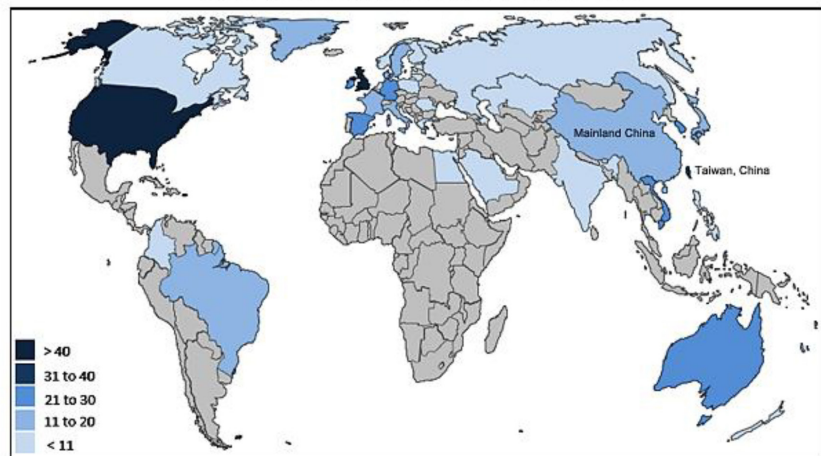 Mainland China
Taiwan, China
> 40
31 to 40
21 to 30
11 to 20
< 11